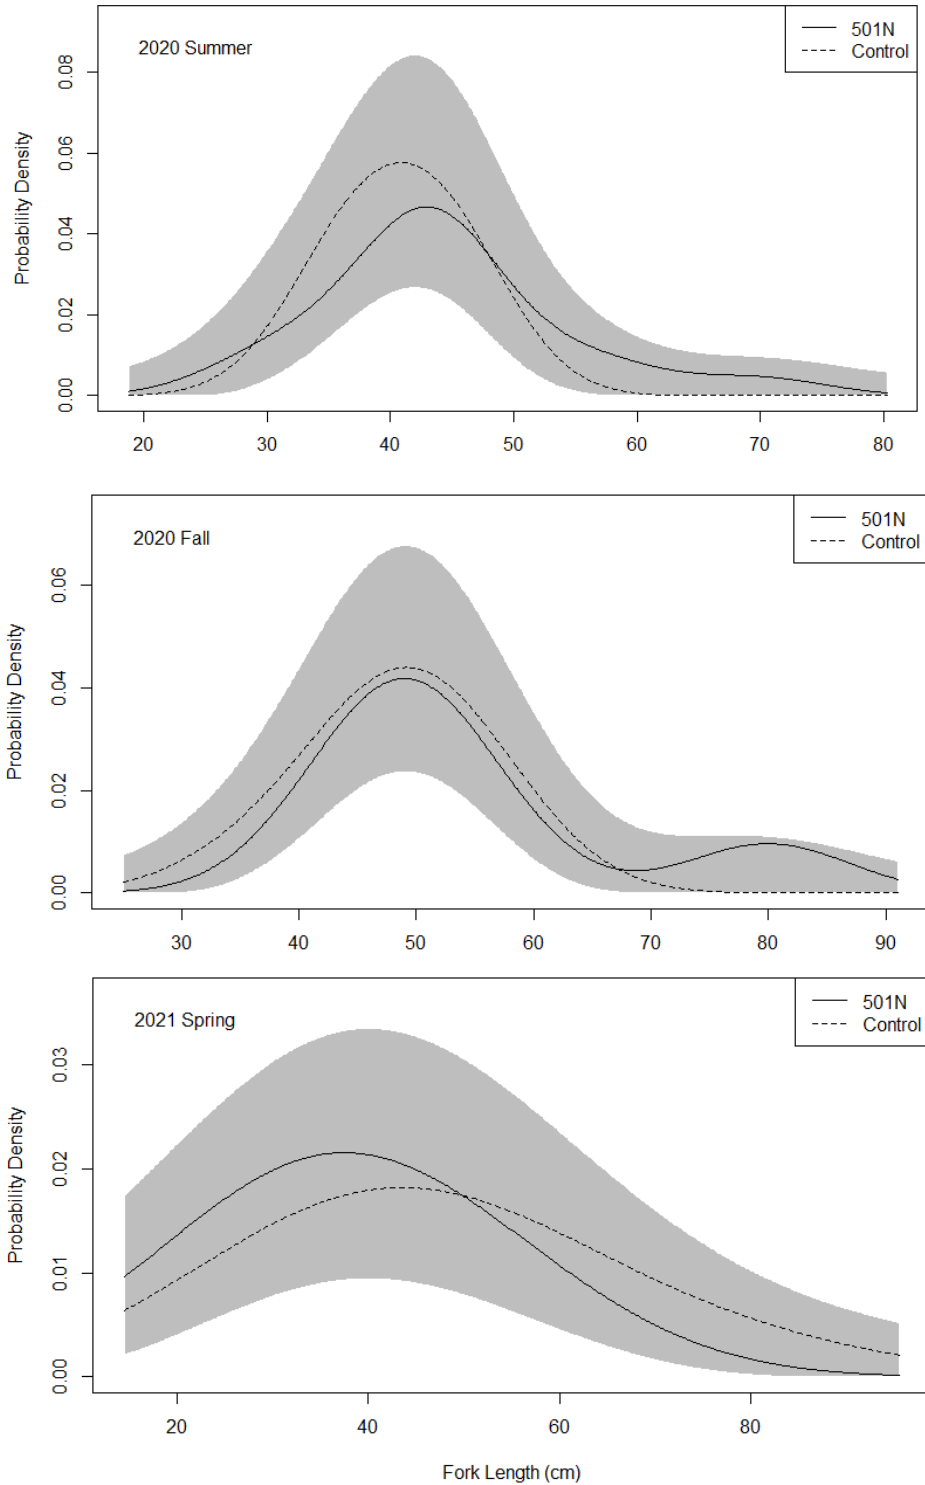 2020 Summer
501N
Control
Probability Density
0.00
0.02
0.04
0.06
0.08
20 30 40 50 60 70 80
2020 Fall
501N
Control
Probability Density
0.00
0.02
0.04
0.06
30 40 50 60 70 80 90
2021 Spring
501N
Control
Probability Density
0.00
0.01
0.02
0.03
20 40 60 80
Fork Length (cm)